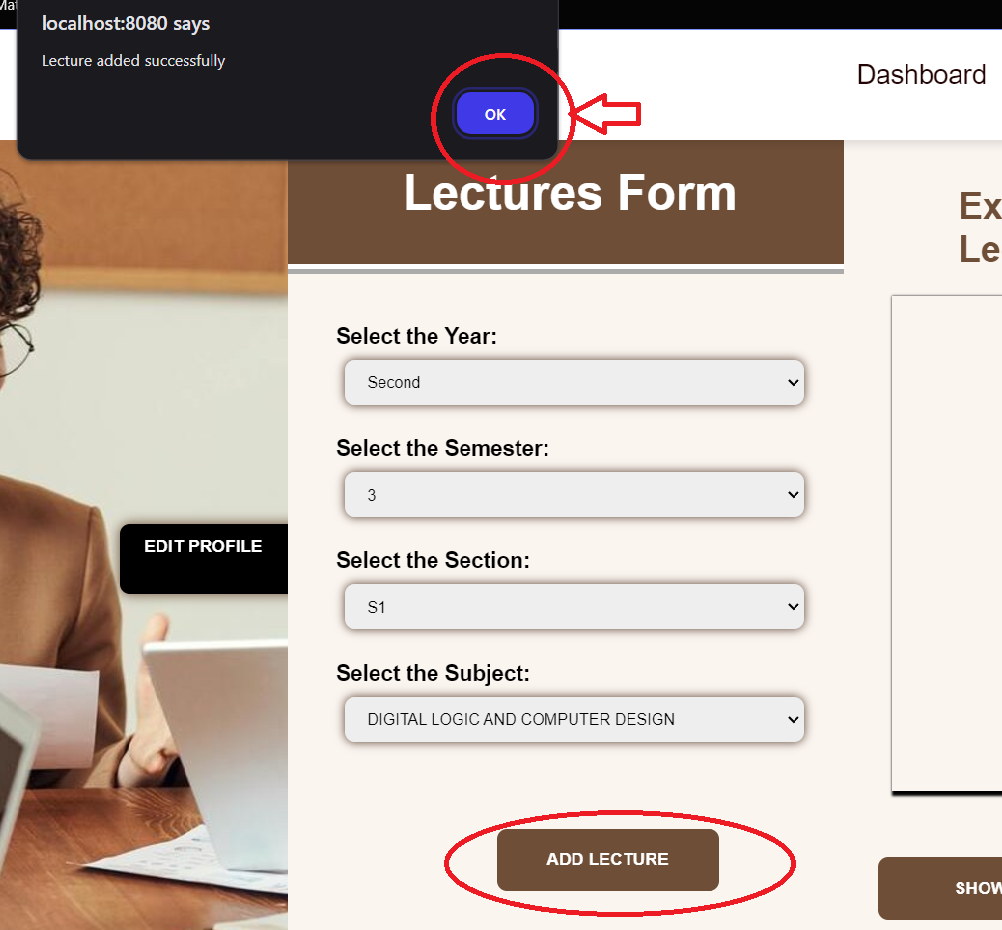 localhost:8080 says
Lecture added successfully
OK
Dashboard
Lectures Form
Ex
Le
Select the Year:
Second
Select the Semester:
3
EDIT PROFILE
Select the Section:
S1
Select the Subject:
DIGITAL LOGIC AND COMPUTER DESIGN
ADD LECTURE
SHOW